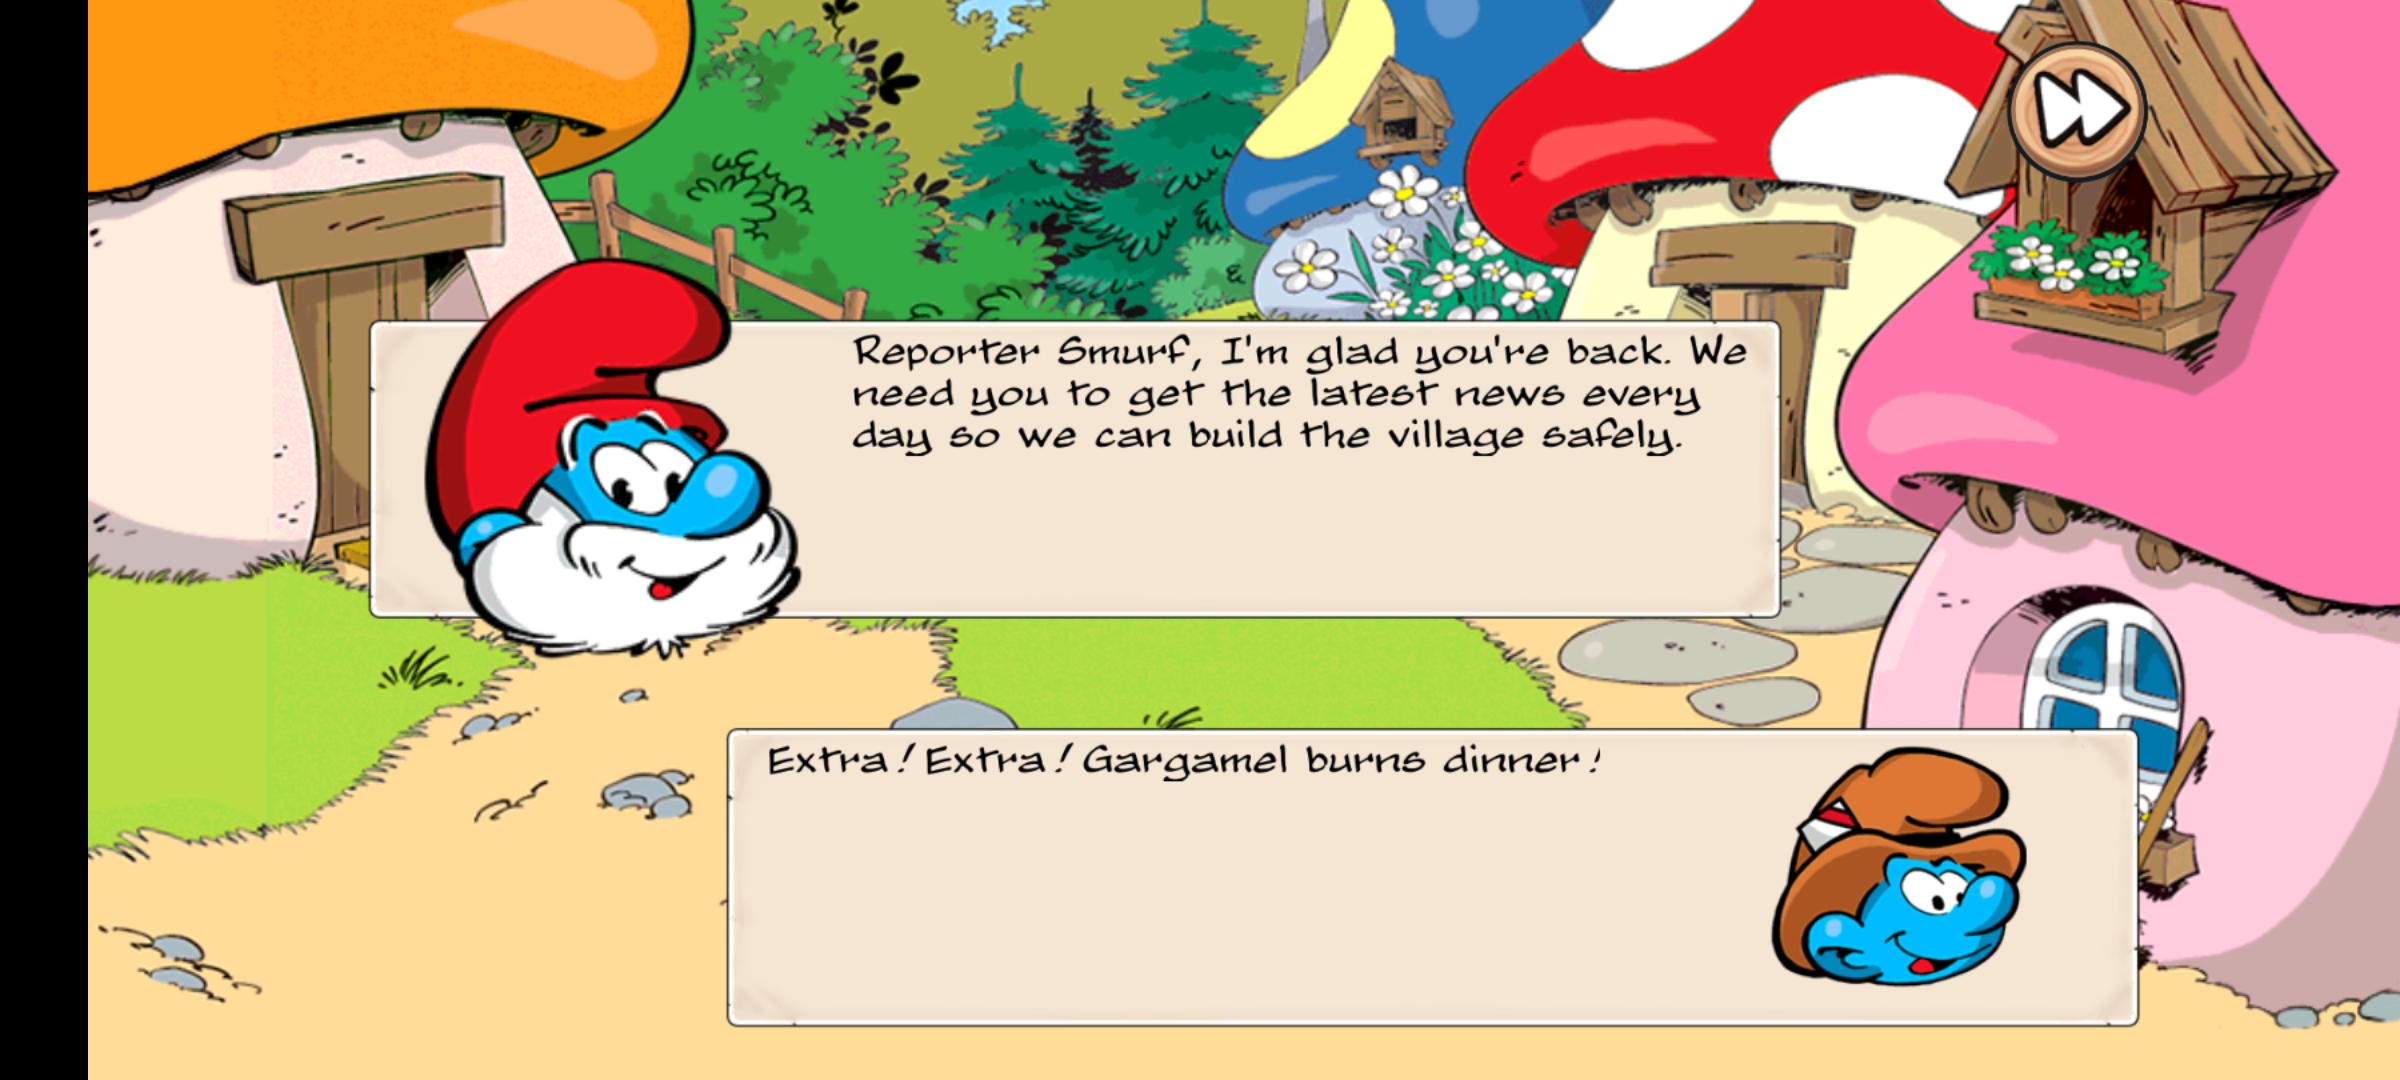 Reporter Smurf, I'm glad you're back. We
need you to get the latest news every
day so we can build the village safely.
Extra! Extra! Gargamel burns dinner!